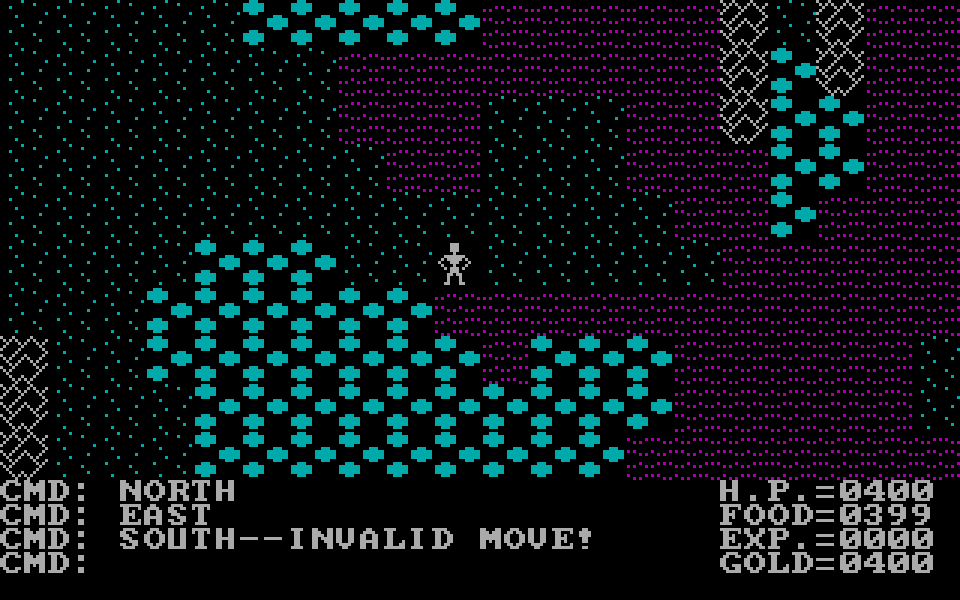 CMD: NORTH H.P.=0400
CMD: EAST FOOD=0399
CMD: SOUTH--INVALID MOVE! EXP.=0000
CMD: GOLD=0400